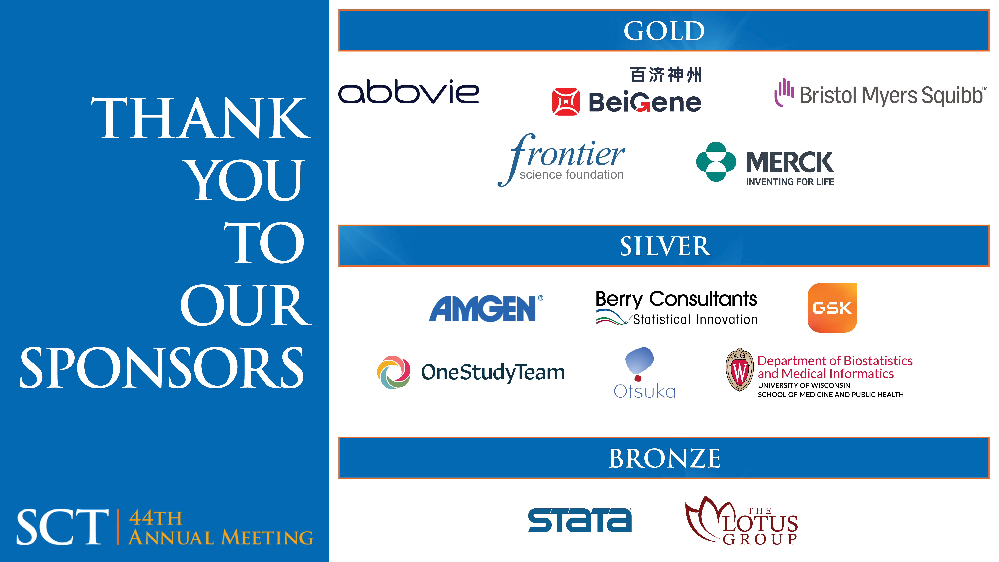 THANK
YOU
TO
OUR
SPONSORS
SCT
44TH
ANNUAL MEETING
GOLD
abbvie
百济神州
BeiGene
Bristol Myers Squibb™
frontier
science foundation
MERCK
INVENTING FOR LIFE
SILVER
AMGEN®
Berry Consultants
Statistical Innovation
GSK
OneStudyTeam
Otsuka
W
Department of Biostatistics
and Medical Informatics
UNIVERSITY OF WISCONSIN
SCHOOL OF MEDICINE AND PUBLIC HEALTH
BRONZE
STATA®
THE
LOTUS
GROUP